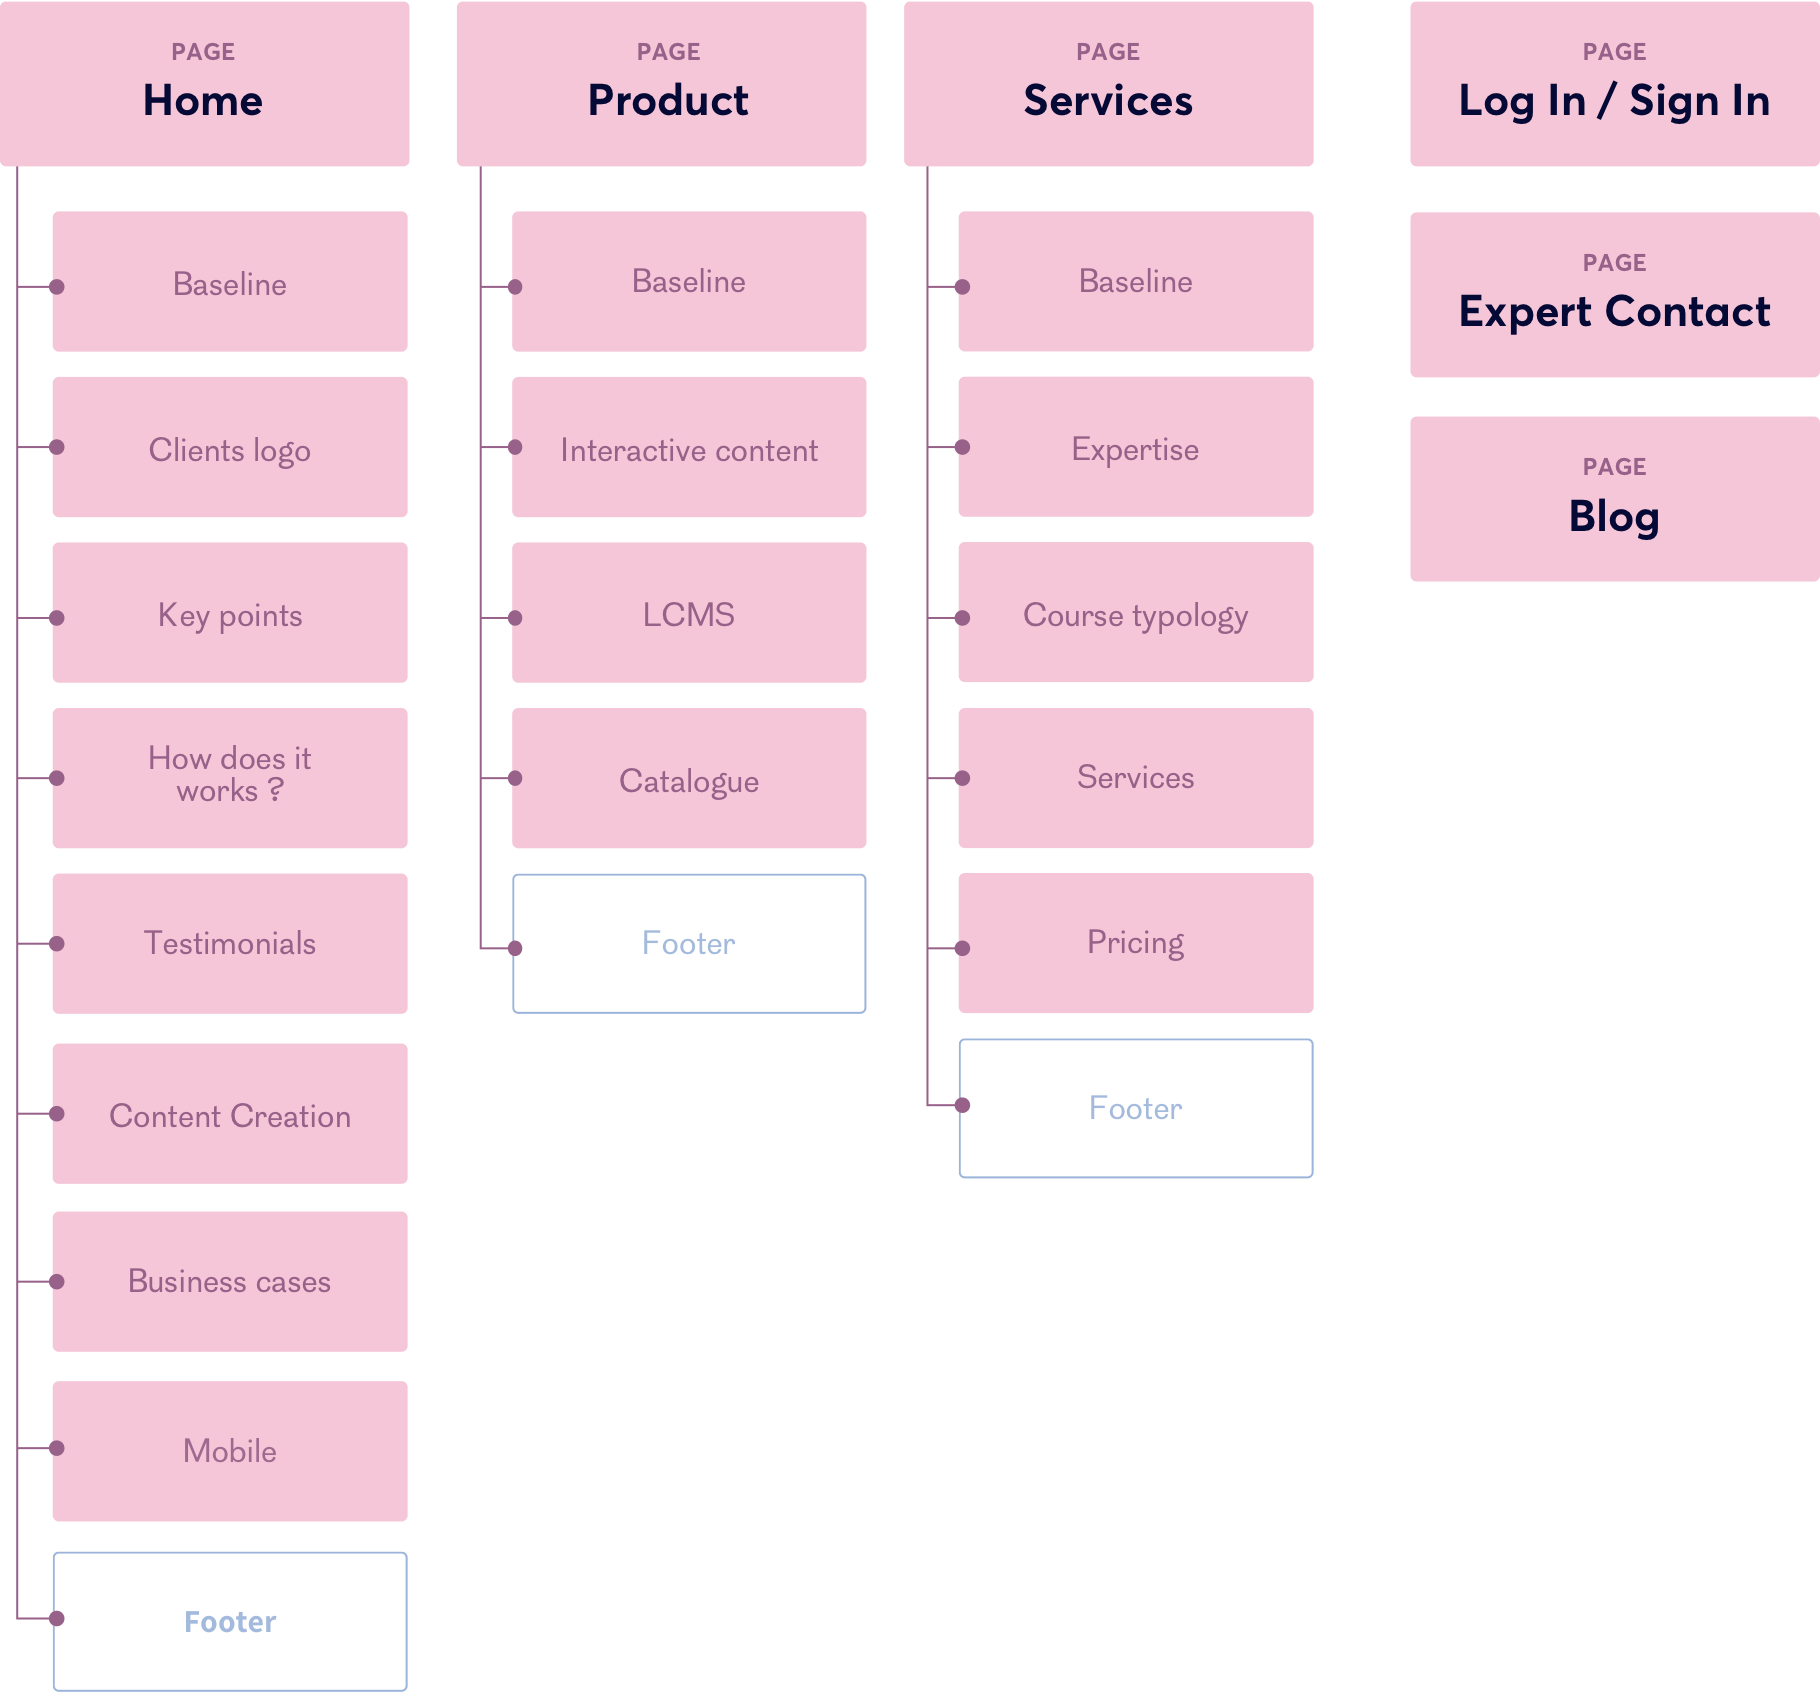 PAGE
Home
Baseline
Clients logo
Key points
How does it
works ?
Testimonials
Content Creation
Business cases
Mobile
Footer
PAGE
Product
Baseline
Interactive content
LCMS
Catalogue
Footer
PAGE
Services
Baseline
Expertise
Course typology
Services
Pricing
Footer
PAGE
Log In / Sign In
PAGE
Expert Contact
PAGE
Blog